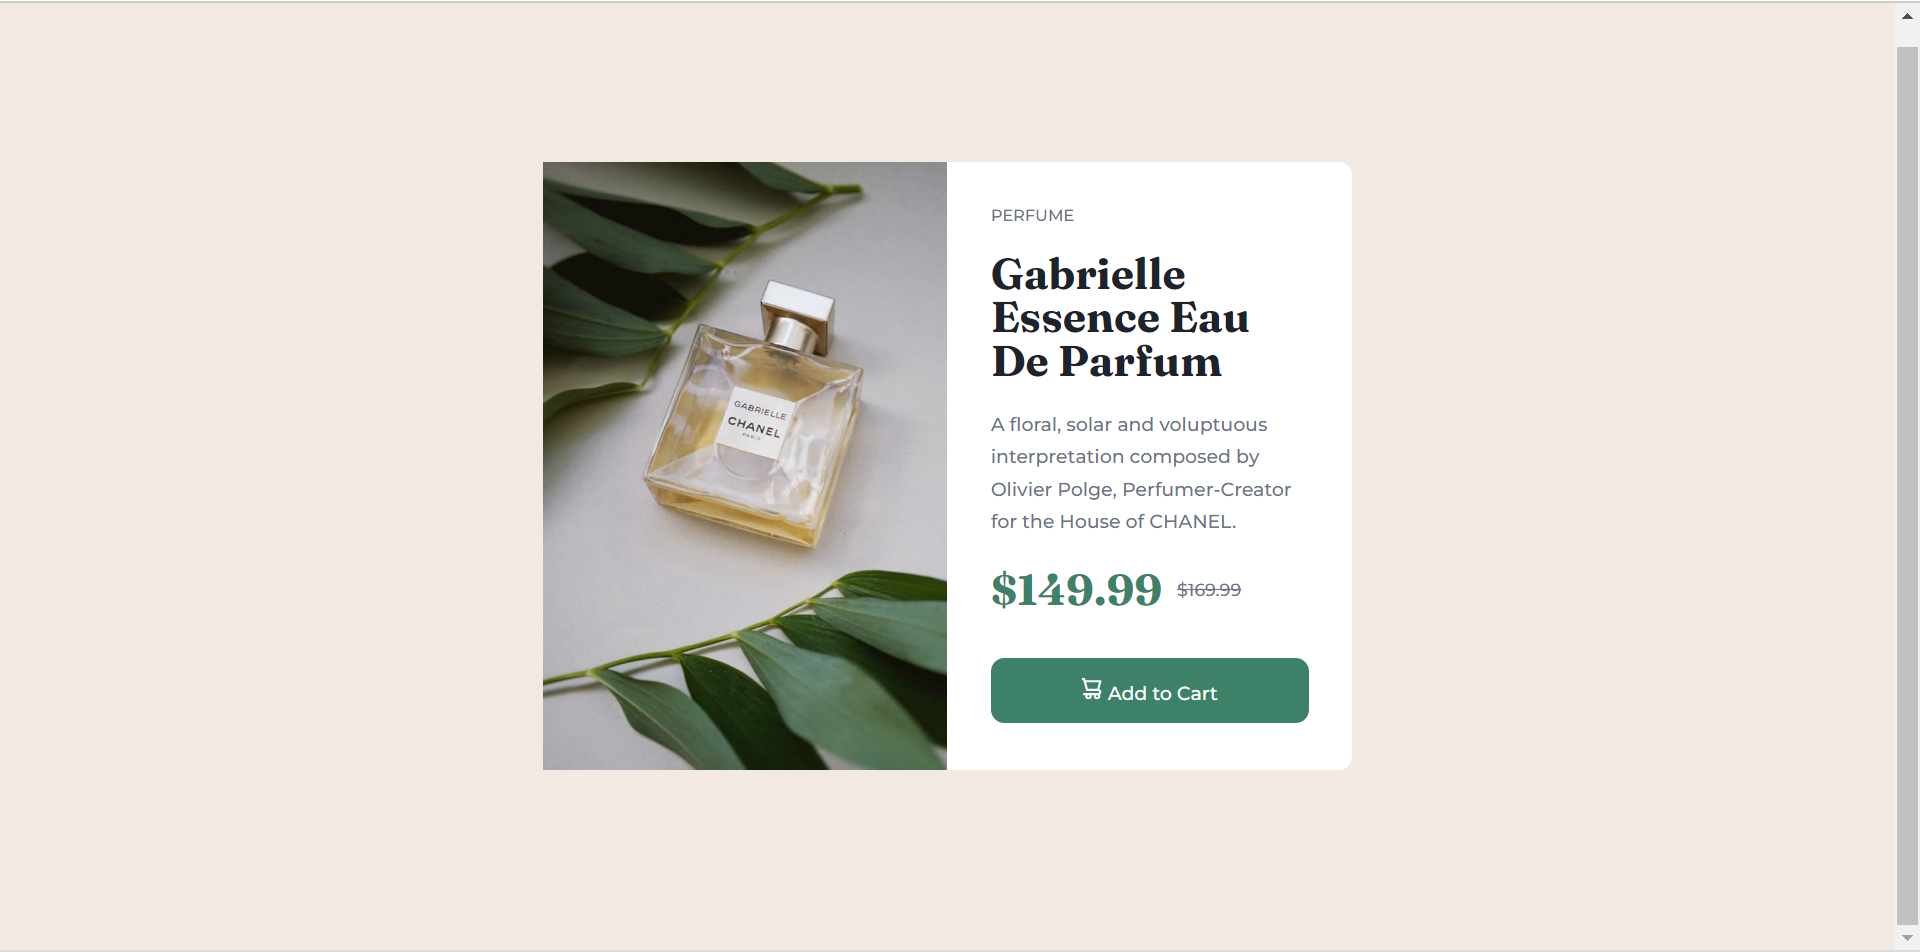 GABRIELLE
CHANEL
PARIS
PERFUME
Gabrielle
Essence Eau
De Parfum
A floral, solar and voluptuous
interpretation composed by
Olivier Polge, Perfumer-Creator
for the House of CHANEL.
$149.99 $169.99
Add to Cart